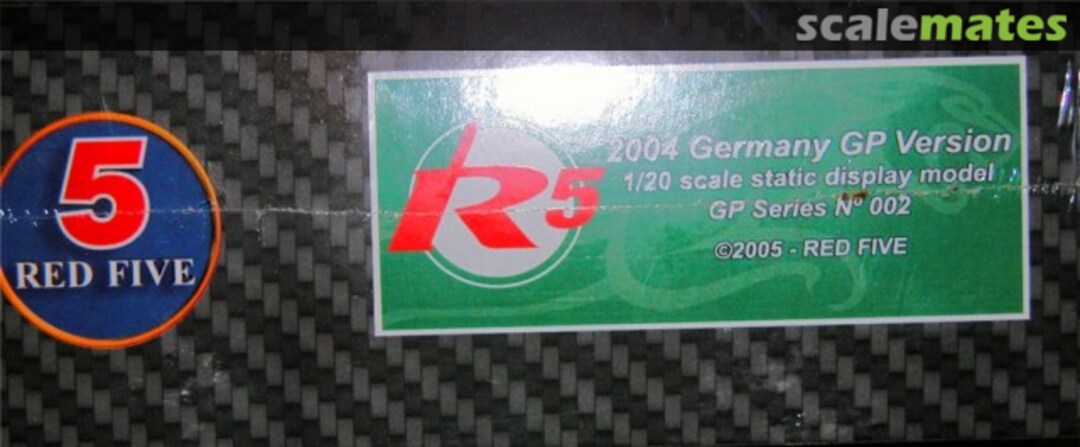 scalemates
5
RED FIVE
R5
2004 Germany GP Version
1/20 scale static display model
GP Series N° 002
©2005 - RED FIVE